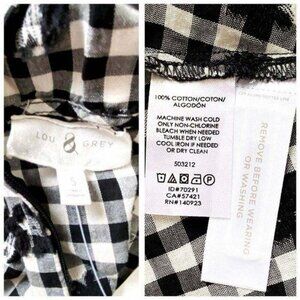 LOU & GREY
S
100% COTTON/COTON/
ALGODÓN
MACHINE WASH COLD
ONLY NON-CHLORINE
BLEACH WHEN NEEDED
TUMBLE DRY LOW
COOL IRON IF NEEDED
OR DRY CLEAN
503212
ID#70291
CA#57421
RN#140923
REMOVE BEFORE WEARING
OR WASHING